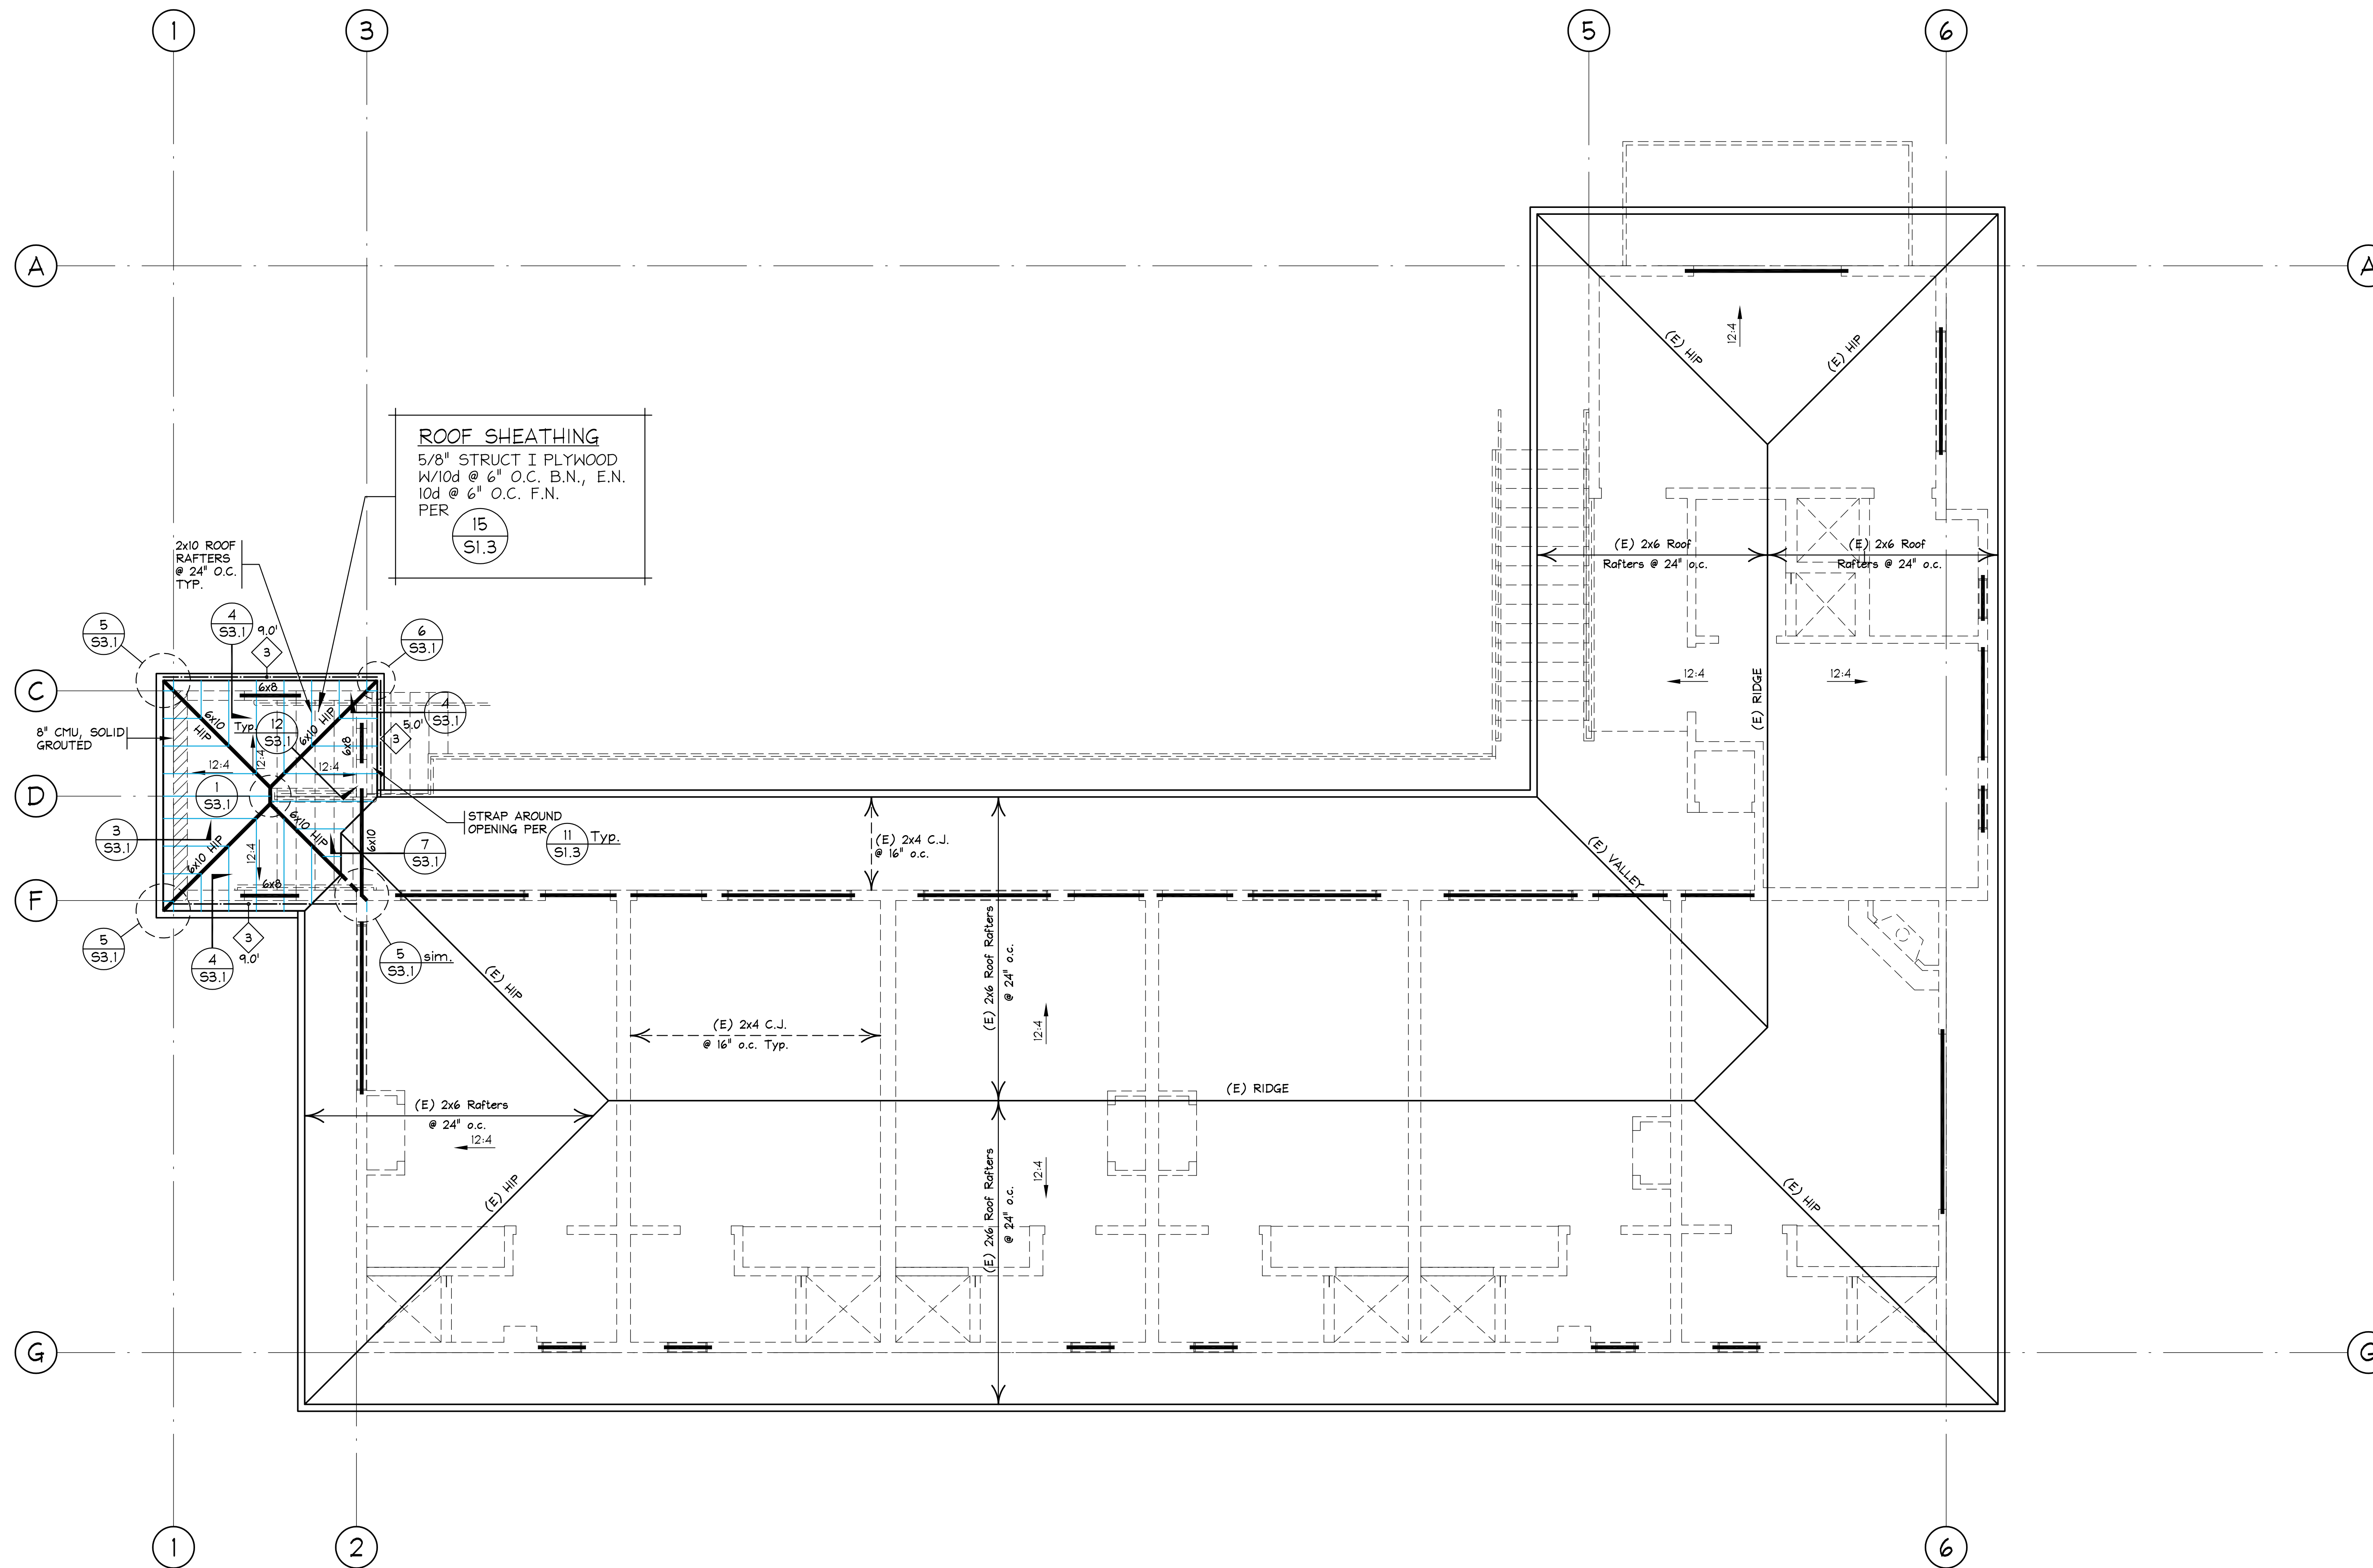 1
3
5
6
A
A
ROOF SHEATHING
5/8" STRUCT I PLYWOOD
W/10d @ 6" O.C. B.N., E.N.
10d @ 6" O.C. F.N.
PER
15
S1.3
2x10 ROOF
RAFTERS
@ 24" O.C.
TYP.
(E) HIP
(E) HIP
12:4
(E) 2x6 Roof
Rafters @ 24" o.c.
(E) 2x6 Roof
Rafters @ 24" o.c.
5
S3.1
4
S3.1
9.0'
3
6
S3.1
12:4
12:4
(E) RIDGE
C
6x8
6x10
HIP
Typ.
12
S3.1
6x10 HIP
6x8
4
S3.1
5.0'
3
8" CMU, SOLID
GROUTED
12:4
12:4
12:4
D
1
S3.1
STRAP AROUND
OPENING PER
11
S1.3
Typ.
3
S3.1
6x10 HIP
12:4
6x10 HIP
6x10
7
S3.1
(E) 2x4 C.J.
@ 16" o.c.
(E) VALLEY
F
6x8
5
S3.1
3
9.0'
4
S3.1
5
S3.1
sim.
(E) HIP
(E) 2x6 Roof Rafters
@ 24" o.c.
12:4
(E) 2x4 C.J.
@ 16" o.c. Typ.
(E) RIDGE
(E) 2x6 Rafters
@ 24" o.c.
12:4
(E) HIP
(E) 2x6 Roof Rafters
@ 24" o.c.
12:4
(E) HIP
G
G
1
2
6